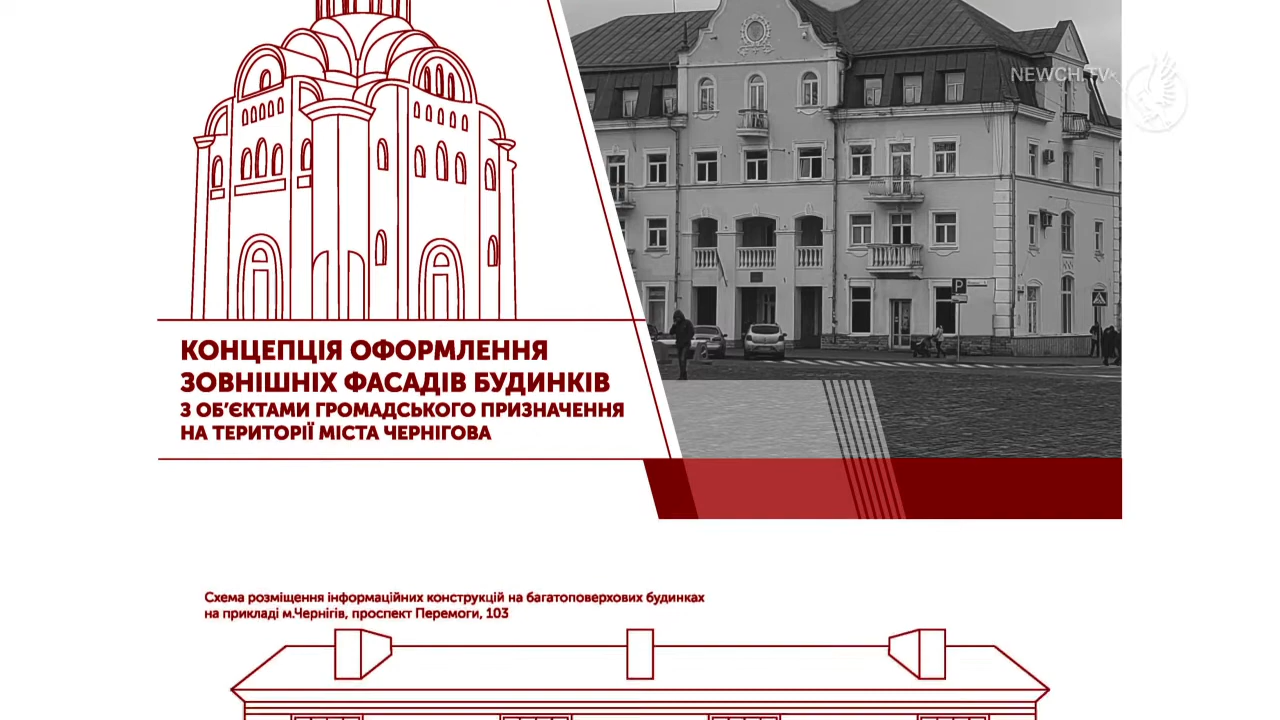 NEWCH.TV
КОНЦЕПЦІЯ ОФОРМЛЕННЯ
ЗОВНІШНІХ ФАСАДІВ БУДИНКІВ
З ОБ’ЄКТАМИ ГРОМАДСЬКОГО ПРИЗНАЧЕННЯ
НА ТЕРИТОРІЇ МІСТА ЧЕРНІГОВА
P
Схема розміщення інформаційних конструкцій на багатоповерхових будинках
на прикладі м.Чернігів, проспект Перемоги, 103